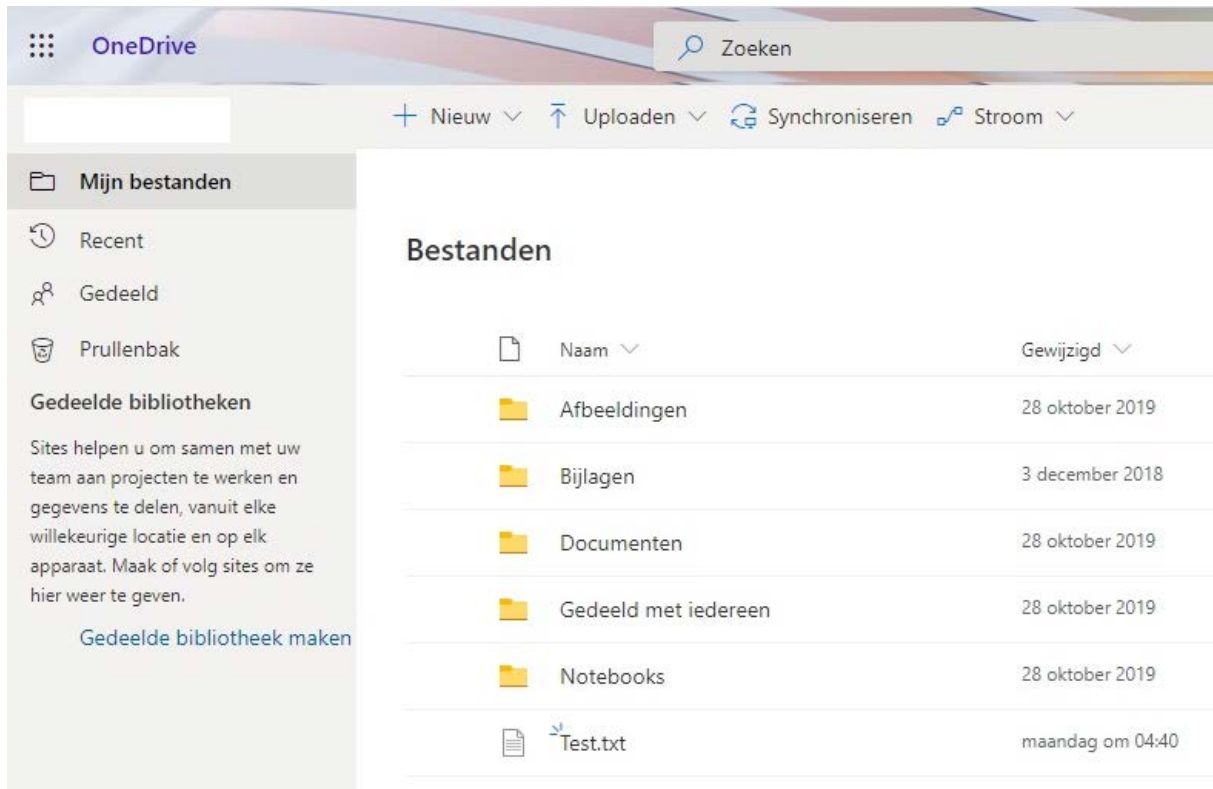 OneDrive
Zoeken
Nieuw
Uploaden
Synchroniseren
Stroom
Mijn bestanden
Recent
Gedeeld
Prullenbak
Gedeelde bibliotheken
Sites helpen u om samen met uw
team aan projecten te werken en
gegevens te delen, vanuit elke
willekeurige locatie en op elk
apparaat. Maak of volg sites om ze
hier weer te geven.
Gedeelde bibliotheek maken
Bestanden
Naam Gewijzigd
Afbeeldingen 28 oktober 2019
Bijlagen 3 december 2018
Documenten 28 oktober 2019
Gedeeld met iedereen 28 oktober 2019
Notebooks 28 oktober 2019
Test.txt maandag om 04:40